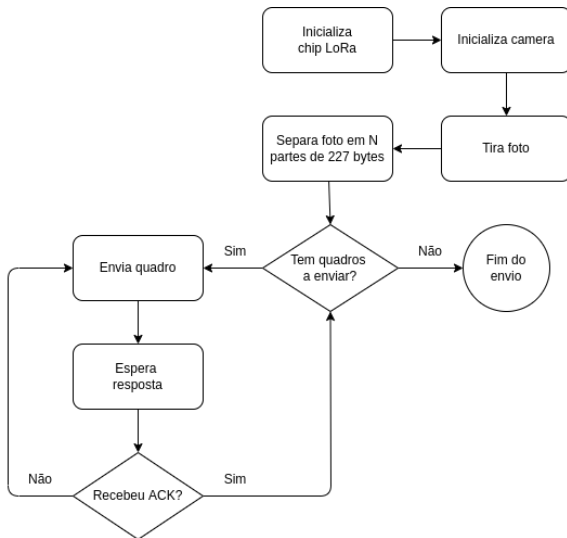 Inicializa
chip LoRa
Inicializa camera
Separa foto em N
partes de 227 bytes
Tira foto
Tem quadros
a enviar?
Sim
Não
Envia quadro
Fim do
envio
Espera
resposta
Recebeu ACK?
Não
Sim